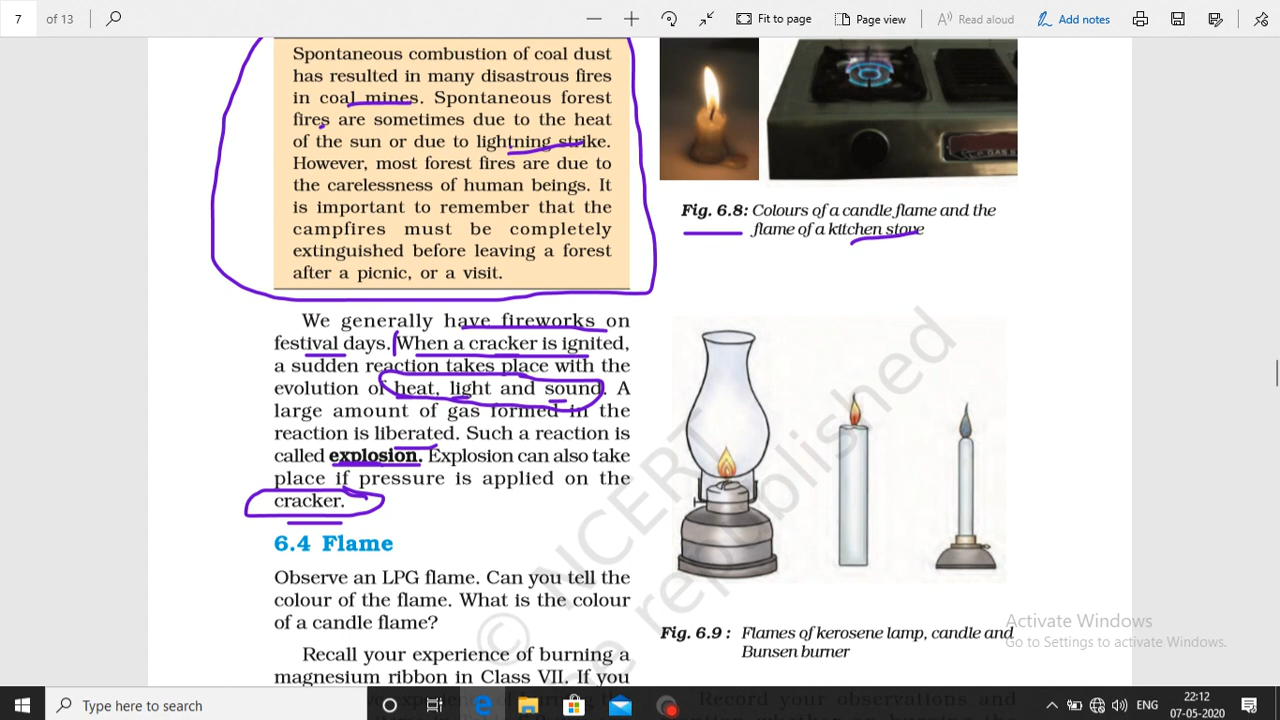 7 of 13 Fit to page Page view Read aloud Add notes
Spontaneous combustion of coal dust
has resulted in many disastrous fires
in coal mines. Spontaneous forest
fires are sometimes due to the heat
of the sun or due to lightning strike.
However, most forest fires are due to
the carelessness of human beings. It
is important to remember that the
campfires must be completely
extinguished before leaving a forest
after a picnic, or a visit.
We generally have fireworks on
festival days. When a cracker is ignited,
a sudden reaction takes place with the
evolution of heat, light and sound. A
large amount of gas formed in the
reaction is liberated. Such a reaction is
called explosion. Explosion can also take
place if pressure is applied on the
cracker.
6.4 Flame
Observe an LPG flame. Can you tell the
colour of the flame. What is the colour
of a candle flame?
Recall your experience of burning a
magnesium ribbon in Class VII. If you
Fig. 6.8: Colours of a candle flame and the
flame of a kitchen stove
Fig. 6.9 : Flames of kerosene lamp, candle and
Bunsen burner
Record your observations and
© NCERT
republished
Activate Windows
Go to Settings to activate Windows.
Type here to search
ENG
22:12
07-05-2020